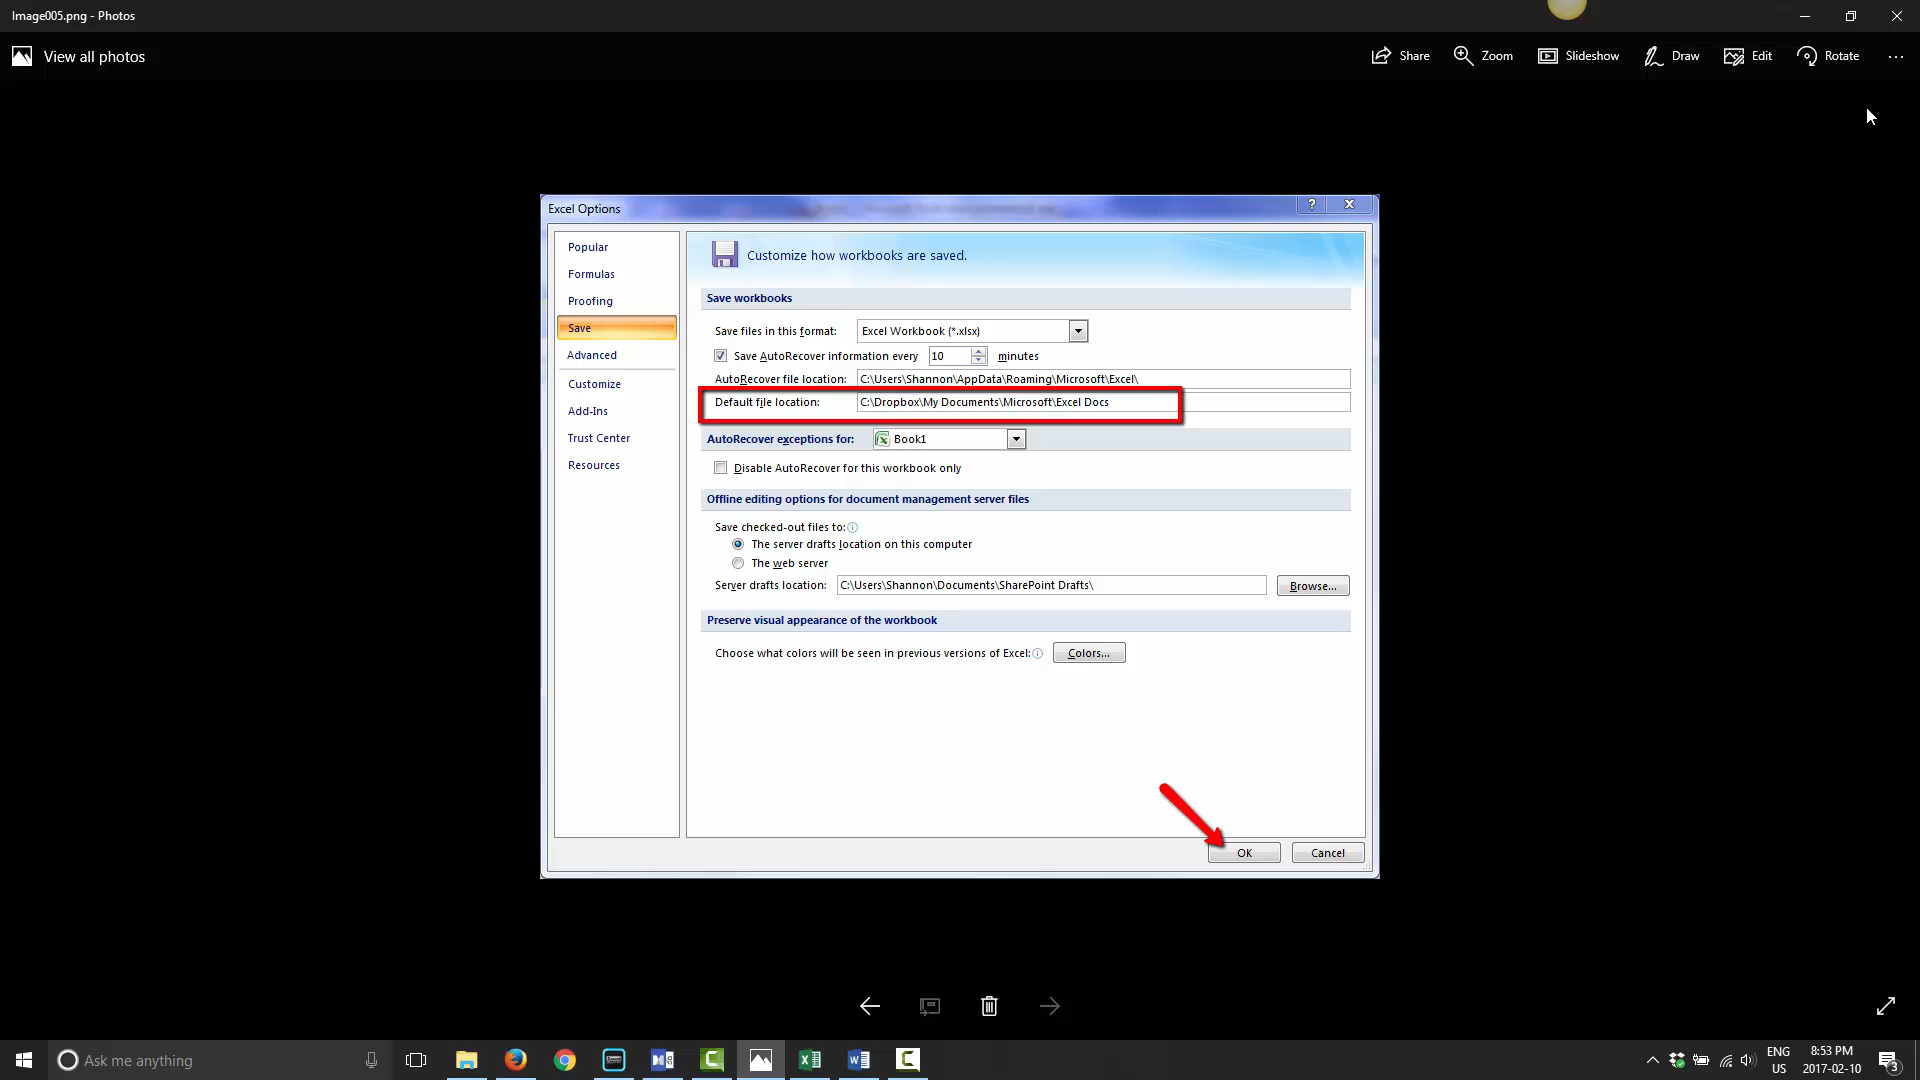 Image005.png - Photos
View all photos
Share
Zoom
Slideshow
Draw
Edit
Rotate
Excel Options
Popular
Formulas
Proofing
Save
Advanced
Customize
Add-Ins
Trust Center
Resources
Customize how workbooks are saved.
Save workbooks
Save files in this format: Excel Workbook (*.xlsx)
Save AutoRecover information every 10 minutes
AutoRecover file location: C:\Users\Shannon\AppData\Roaming\Microsoft\Excel\
Default file location: C:\Dropbox\My Documents\Microsoft\Excel Docs
AutoRecover exceptions for: Book1
Disable AutoRecover for this workbook only
Offline editing options for document management server files
Save checked-out files to:
The server drafts location on this computer
The web server
Server drafts location: C:\Users\Shannon\Documents\SharePoint Drafts\ Browse...
Preserve visual appearance of the workbook
Choose what colors will be seen in previous versions of Excel: Colors...
OK Cancel
Ask me anything
ENG
US
8:53 PM
2017-02-10
3